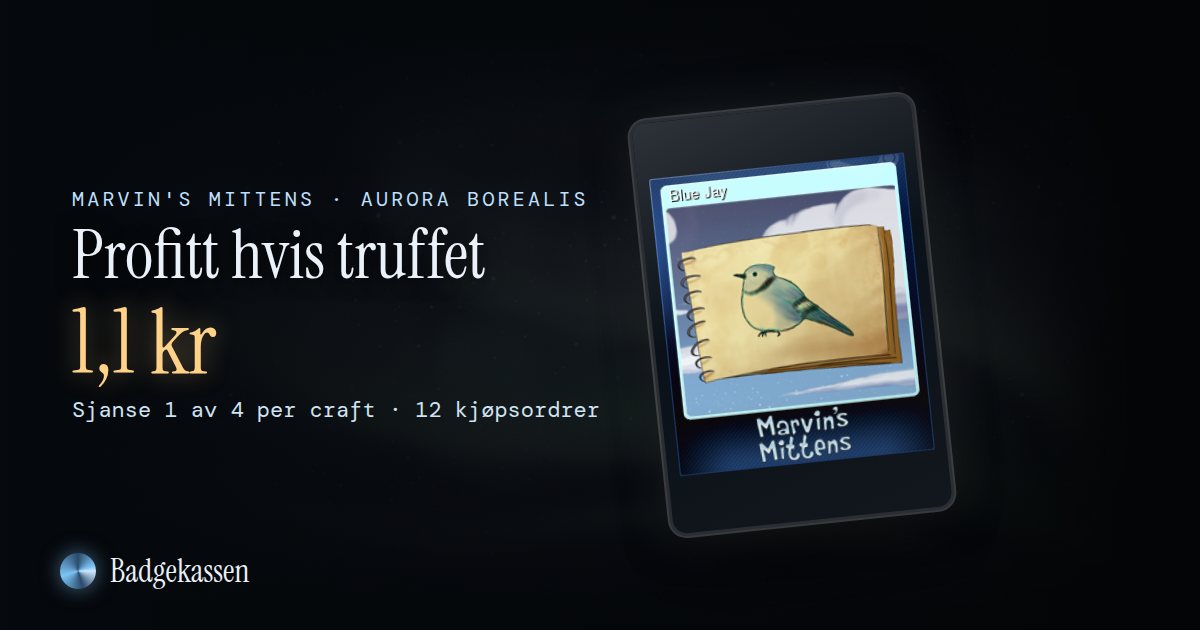 MARVIN'S MITTENS · AURORA BOREALIS
Profitt hvis truffet
1,1 kr
Sjanse 1 av 4 per craft · 12 kjøpsordrer
Blue Jay
Marvin's
Mittens
Badgekassen